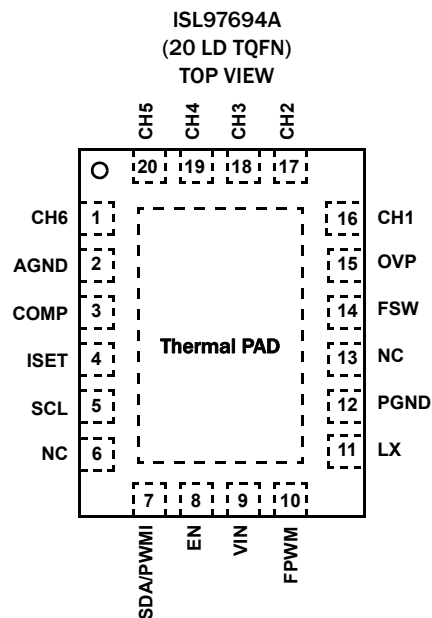 ISL97694A
(20 LD TQFN)
TOP VIEW
CH5
CH4
CH3
CH2
20 19 18 17
CH6 1 16 CH1
AGND 2 15 OVP
COMP 3 14 FSW
Thermal PAD
ISET 4 13 NC
SCL 5 12 PGND
NC 6 11 LX
7 8 9 10
SDA/PWMI
EN
VIN
FPWM